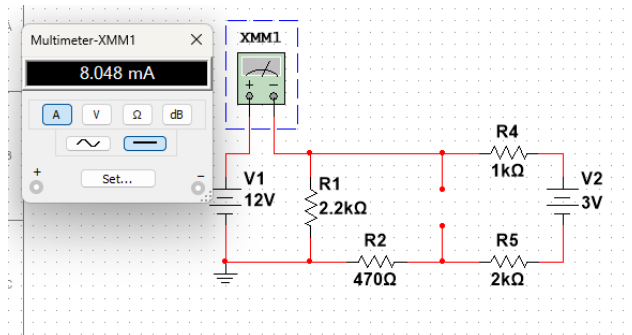 Multimeter-XMM1
8.048 mA
A V Ω dB
+ Set... −
XMM1
+ −
V1
12V
R1
2.2kΩ
R2
470Ω
R4
1kΩ
R5
2kΩ
V2
3V